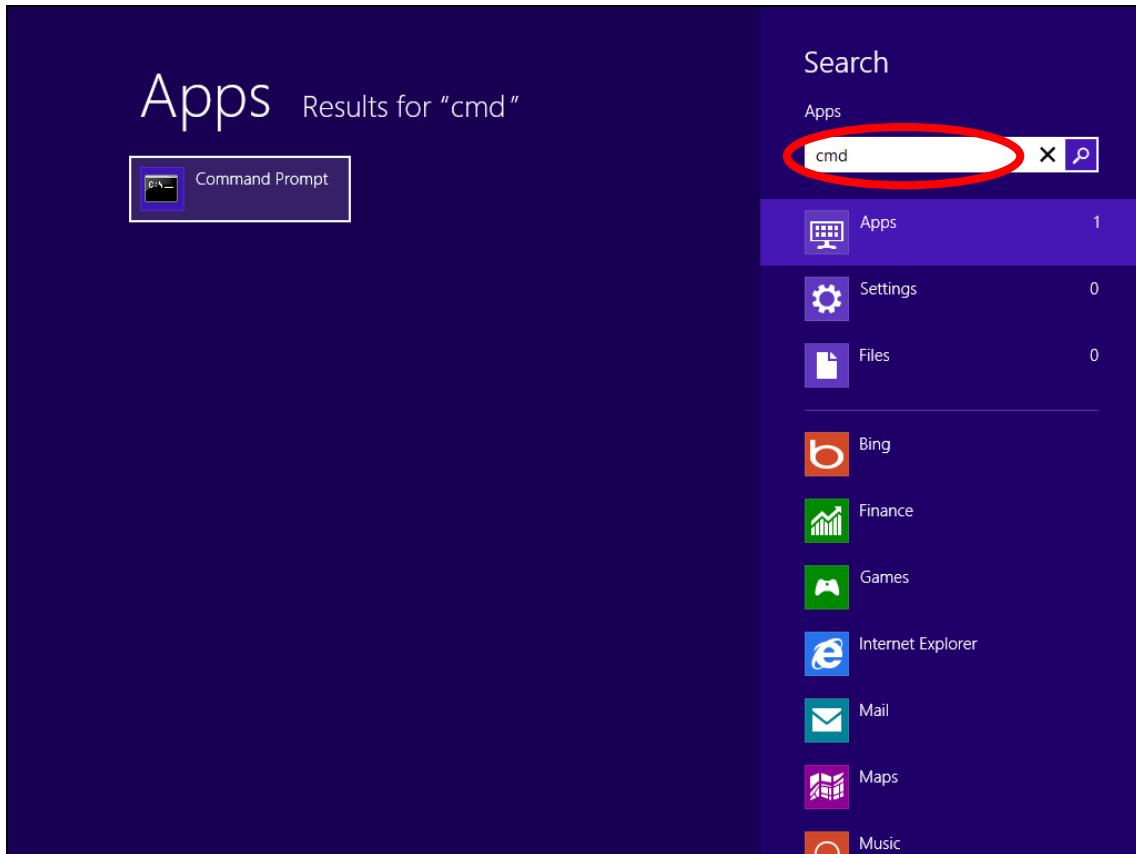 Apps Results for “cmd”
Command Prompt
Search
Apps
cmd
Apps 1
Settings 0
Files 0
Bing
Finance
Games
Internet Explorer
Mail
Maps
Music